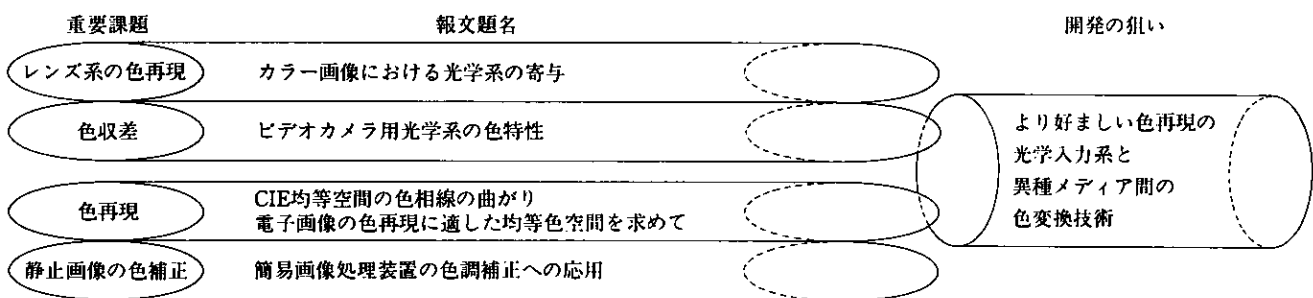 重要課題 報文題名 開発の狙い
レンズ系の色再現 カラー画像における光学系の寄与
色収差 ビデオカメラ用光学系の色特性
色再現 CIE均等空間の色相線の曲がり
電子画像の色再現に適した均等色空間を求めて
静止画像の色補正 簡易画像処理装置の色調補正への応用
より好ましい色再現の
光学入力系と
異種メディア間の
色変換技術